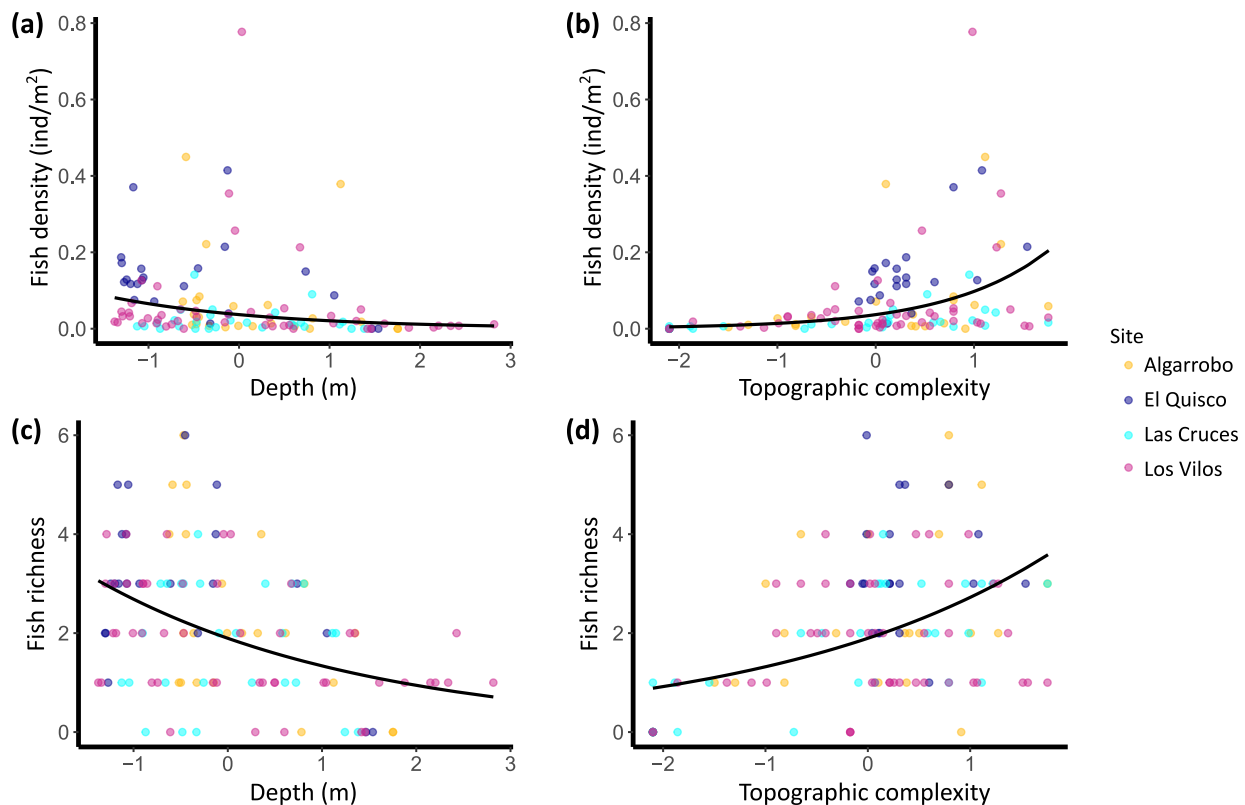 (a)
Fish density (ind/m²)
0.8
0.6
0.4
0.2
0.0
−1
0
1
2
3
Depth (m)
(b)
Fish density (ind/m²)
0.8
0.6
0.4
0.2
0.0
−2
−1
0
1
Topographic complexity
Site
Algarrobo
El Quisco
Las Cruces
Los Vilos
(c)
Fish richness
6
4
2
0
−1
0
1
2
3
Depth (m)
(d)
Fish richness
6
4
2
0
−2
−1
0
1
Topographic complexity